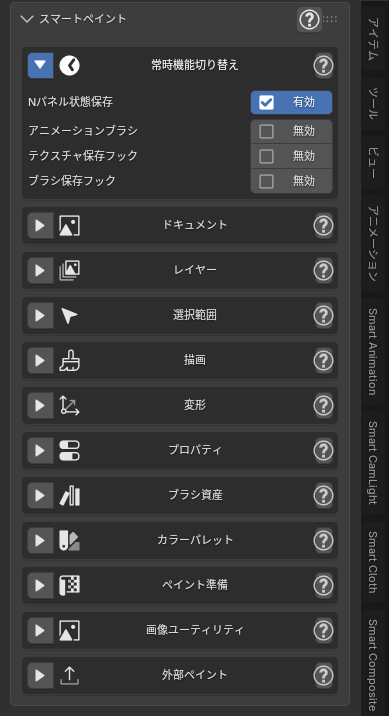 スマートペイント
常時機能切り替え
Nパネル状態保存 有効
アニメーションブラシ 無効
テクスチャ保存フック 無効
ブラシ保存フック 無効
ドキュメント
レイヤー
選択範囲
描画
変形
プロパティ
ブラシ資産
カラーパレット
ペイント準備
画像ユーティリティ
外部ペイント
アイテム
ツール
ビュー
アニメーション
Smart Animation
Smart CamLight
Smart Cloth
Smart Composite